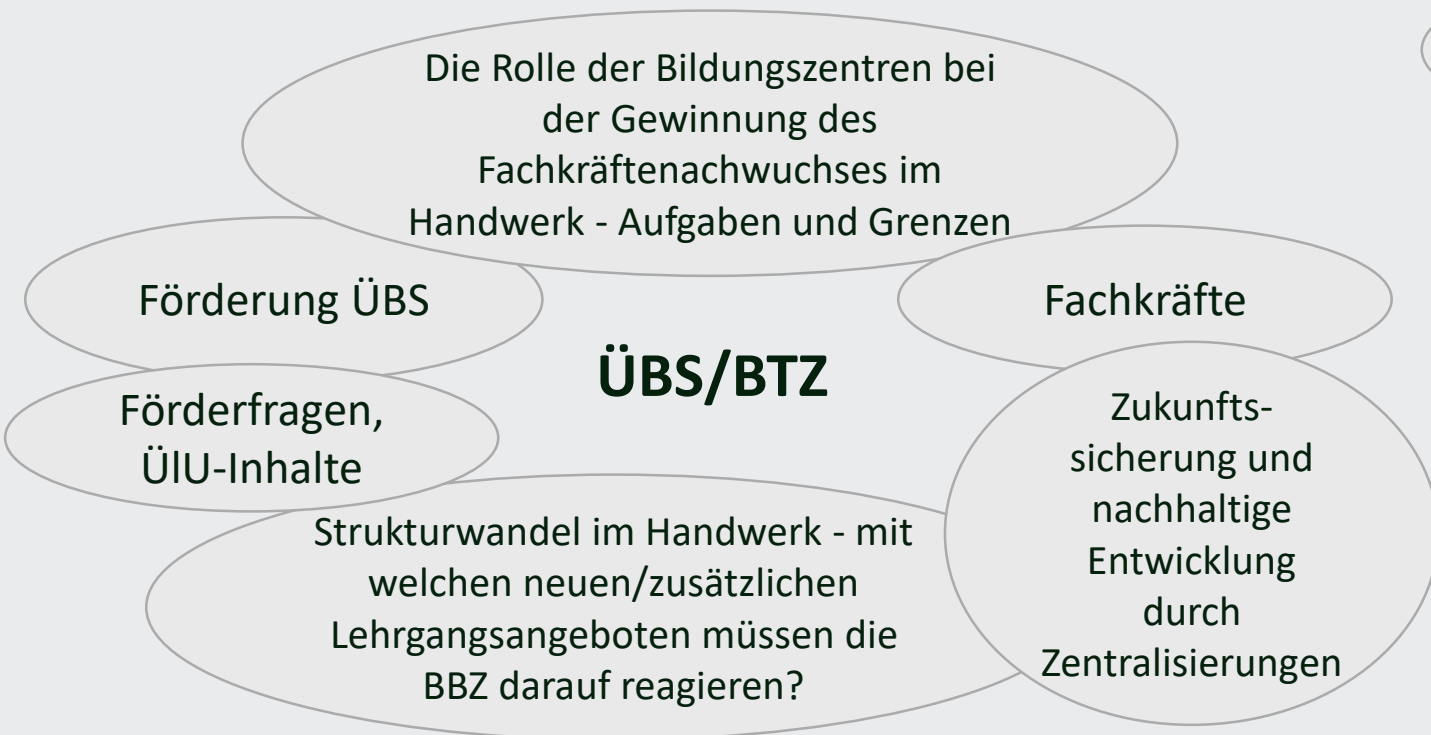 Die Rolle der Bildungszentren bei
der Gewinnung des
Fachkräftenachwuchses im
Handwerk - Aufgaben und Grenzen
Förderung ÜBS
Fachkräfte
ÜBS/BTZ
Förderfragen,
ÜlU-Inhalte
Zukunfts-
sicherung und
nachhaltige
Entwicklung
durch
Zentralisierungen
Strukturwandel im Handwerk - mit
welchen neuen/zusätzlichen
Lehrgangsangeboten müssen die
BBZ darauf reagieren?